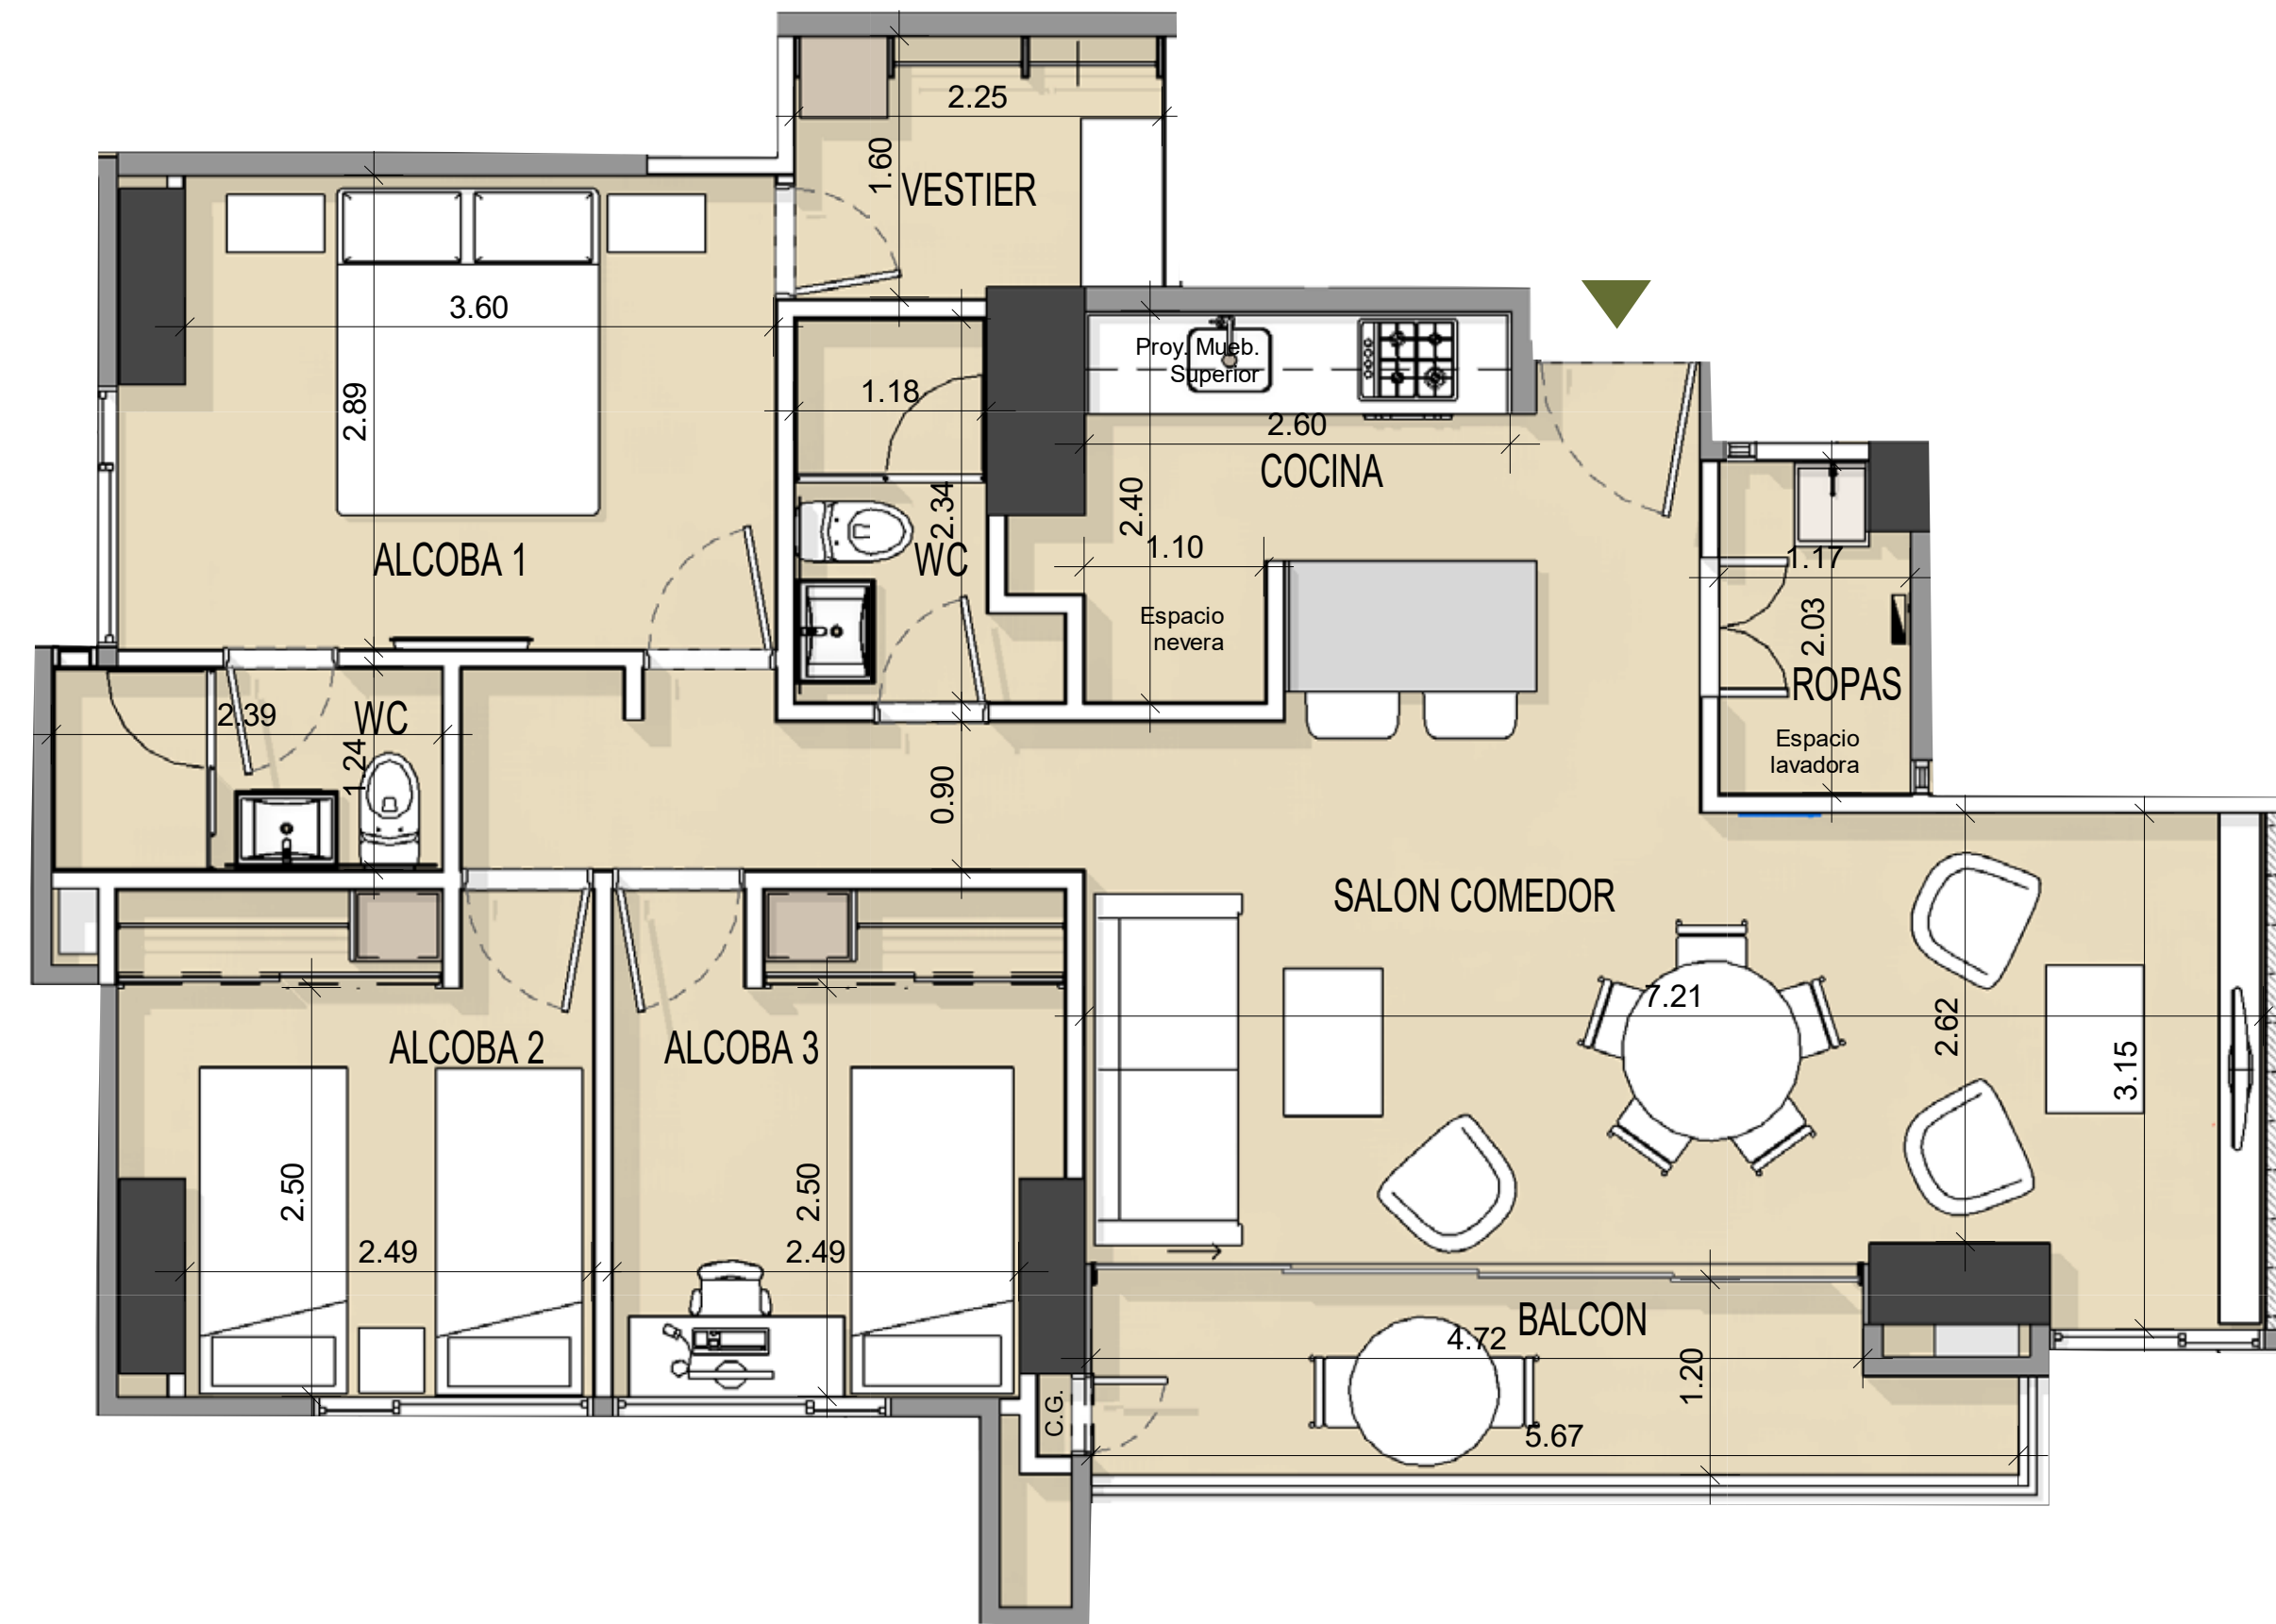 2.25
1.60
VESTIER
3.60
2.89
ALCOBA 1
1.18
2.34
WC
Proy. Mueb.
Superior
2.60
COCINA
2.40
1.10
Espacio
nevera
1.17
2.03
ROPAS
Espacio
lavadora
2.39
WC
1.24
0.90
SALON COMEDOR
7.21
2.62
3.15
ALCOBA 2
2.50
2.49
ALCOBA 3
2.50
2.49
BALCON
4.72
1.20
5.67
C.G.